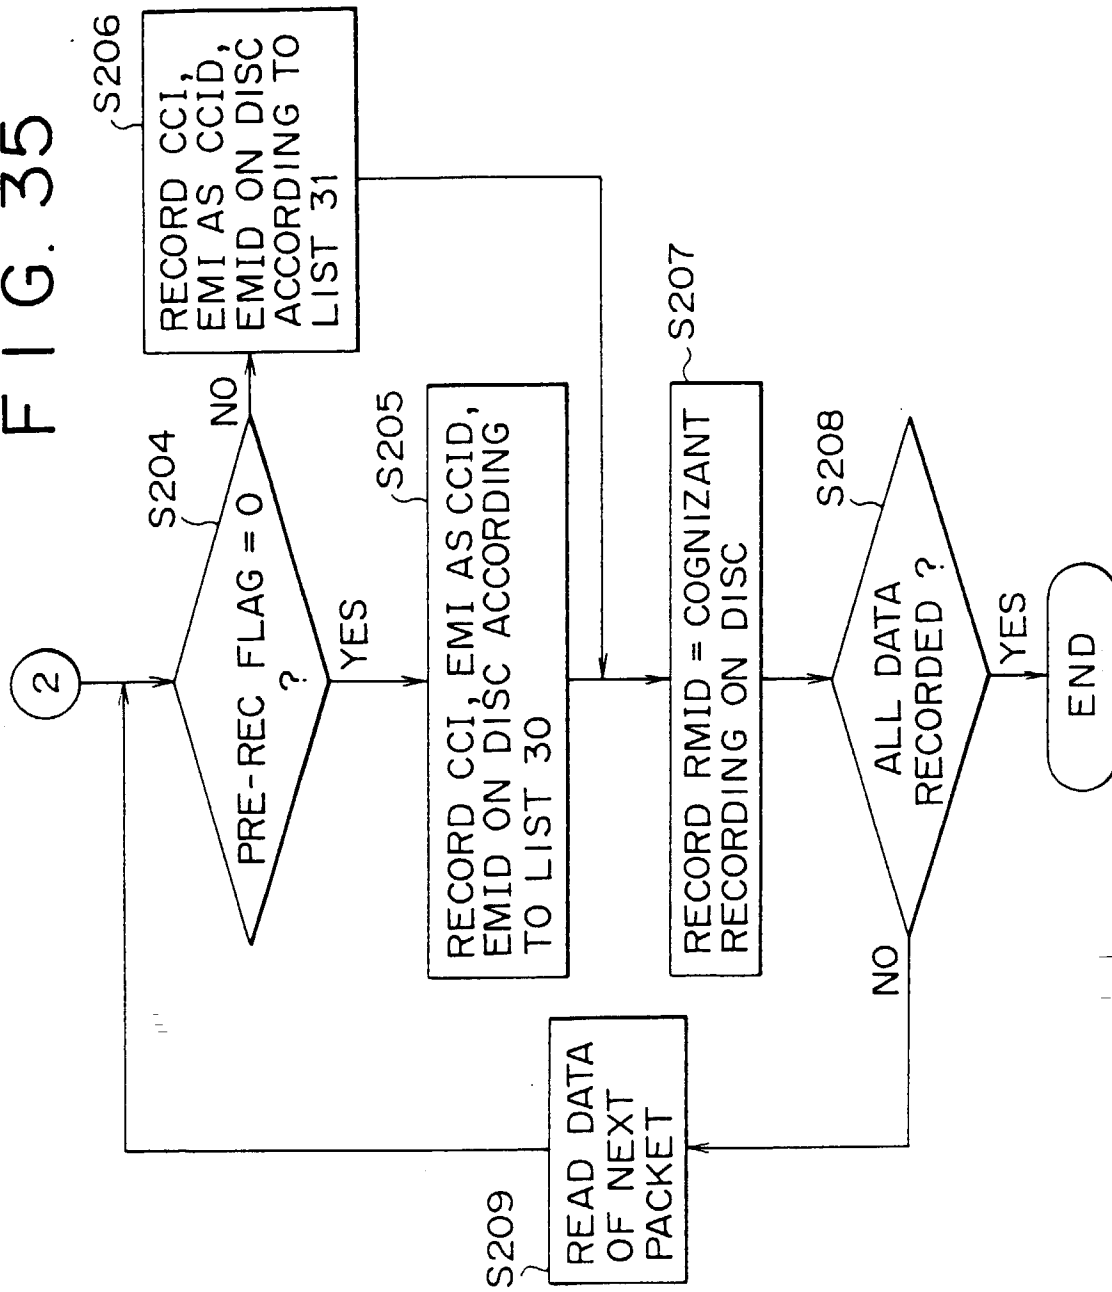 F I G. 35
2
S204
PRE-REC FLAG = 0
?
NO
YES
S206
RECORD CCI,
EMI AS CCID,
EMID ON DISC
ACCORDING TO
LIST 31
S205
RECORD CCI, EMI AS CCID,
EMID ON DISC ACCORDING
TO LIST 30
S207
RECORD RMID = COGNIZANT
RECORDING ON DISC
S208
ALL DATA
RECORDED ?
NO
YES
S209
READ DATA
OF NEXT
PACKET
END